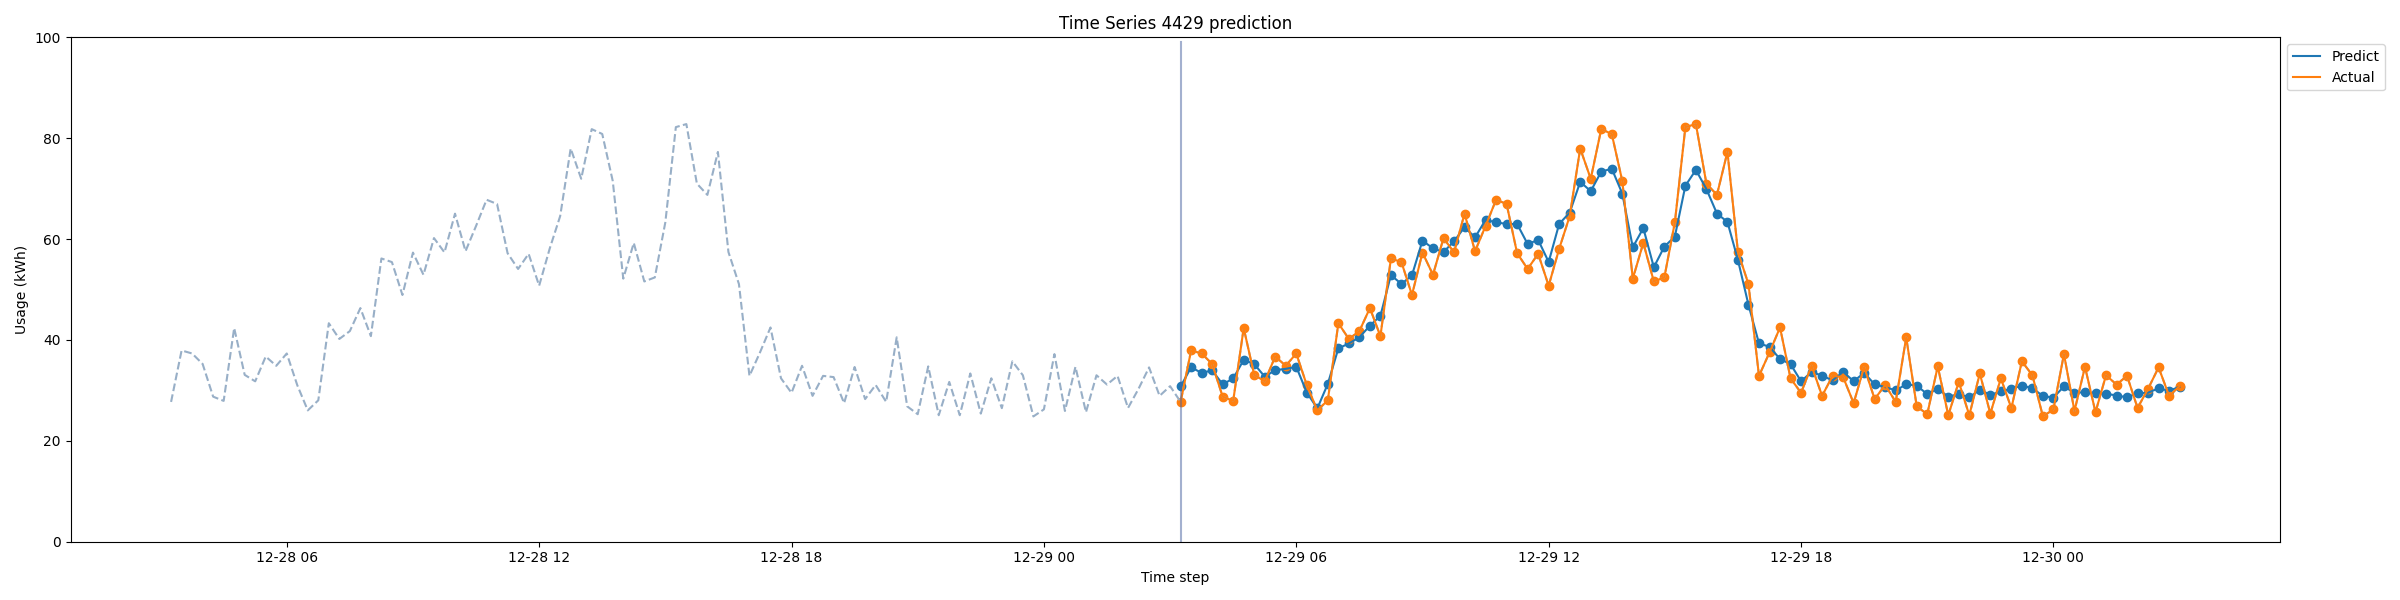 Time Series 4429 prediction
100
80
60
40
20
0
Usage (kWh)
12-28 06
12-28 12
12-28 18
12-29 00
12-29 06
12-29 12
12-29 18
12-30 00
Time step
Predict
Actual